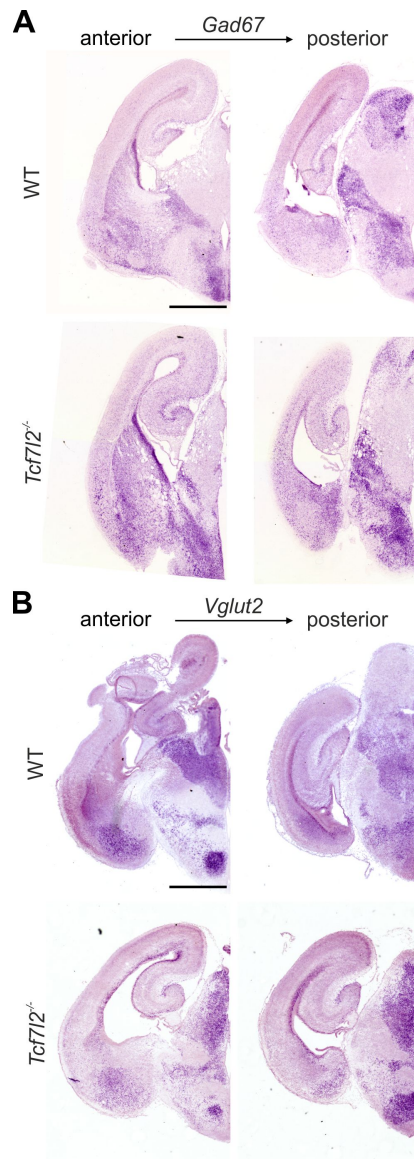 A
Gad67
anterior
posterior
WT
Tcf7l2-/-
B
Vglut2
anterior
posterior
WT
Tcf7l2-/-